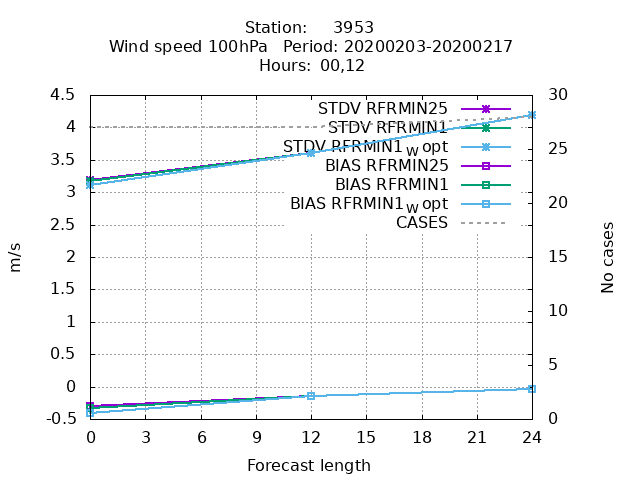 Station: 3953
Wind speed 100hPa Period: 20200203-20200217
Hours: 00,12
4.5
4
3.5
3
2.5
2
1.5
1
0.5
0
-0.5
m/s
STDV RFRMIN25
STDV RFRMIN1
STDV RFRMIN1w opt
BIAS RFRMIN25
BIAS RFRMIN1
BIAS RFRMIN1w opt
CASES
30
25
20
15
10
5
0
No cases
0 3 6 9 12 15 18 21 24
Forecast length